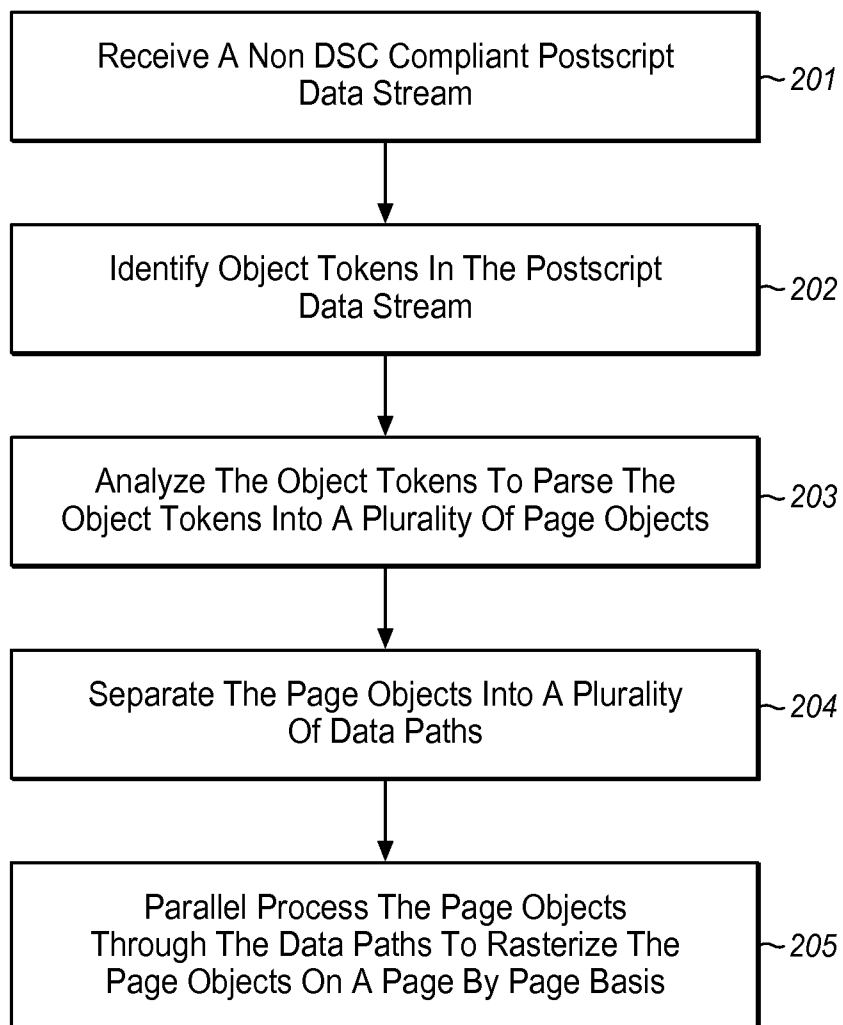 Receive A Non DSC Compliant Postscript
Data Stream
201
Identify Object Tokens In The Postscript
Data Stream
202
Analyze The Object Tokens To Parse The
Object Tokens Into A Plurality Of Page Objects
203
Separate The Page Objects Into A Plurality
Of Data Paths
204
Parallel Process The Page Objects
Through The Data Paths To Rasterize The
Page Objects On A Page By Page Basis
205